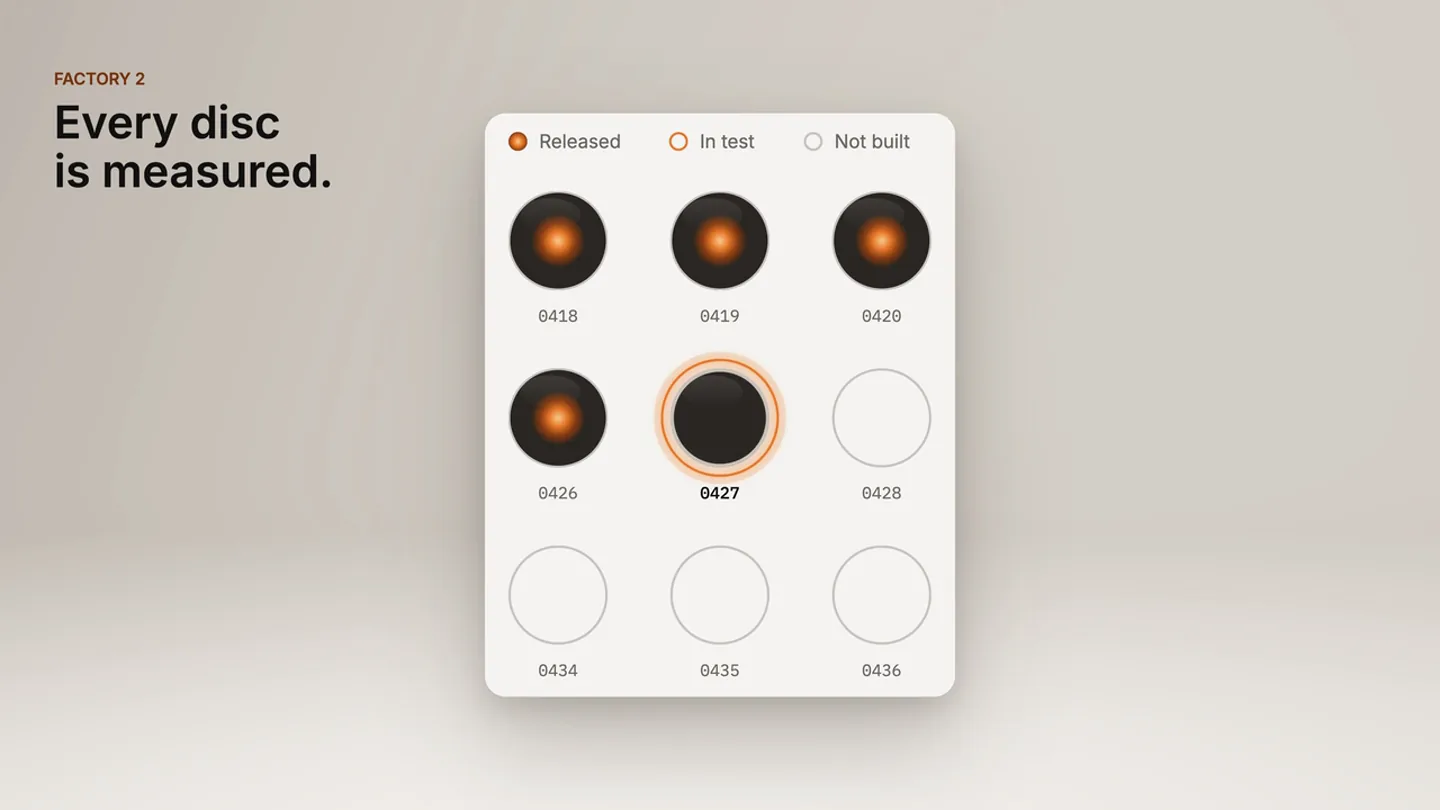 FACTORY 2
Every disc
is measured.
Released In test Not built
0418 0419 0420
0426 0427 0428
0434 0435 0436